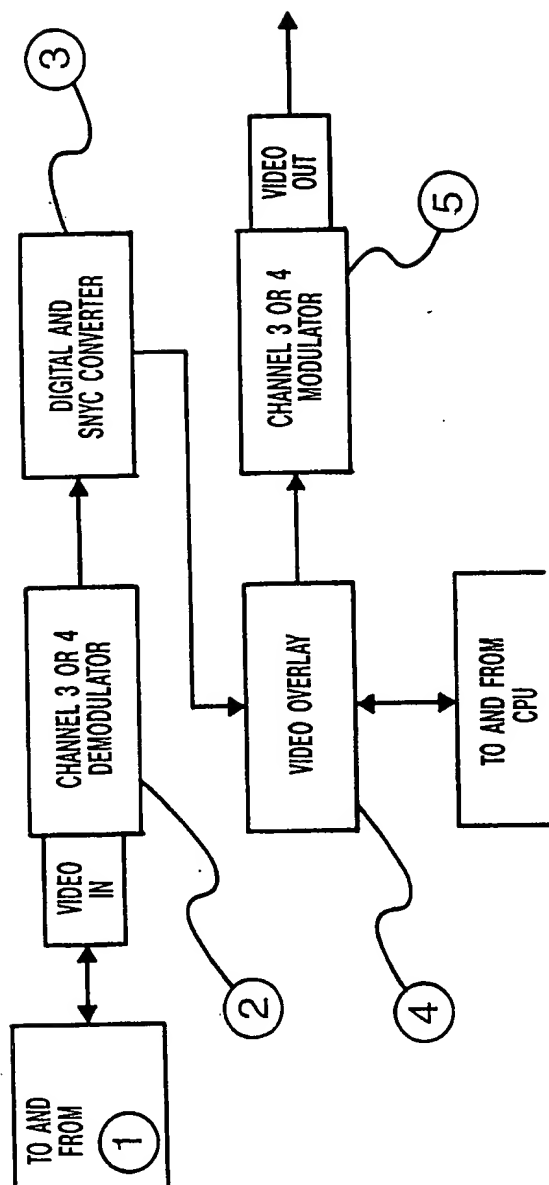 TO AND
FROM
1
VIDEO
IN
CHANNEL 3 OR 4
DEMODULATOR
2
DIGITAL AND
SNYC CONVERTER
3
VIDEO OVERLAY
4
TO AND FROM
CPU
CHANNEL 3 OR 4
MODULATOR
5
VIDEO
OUT